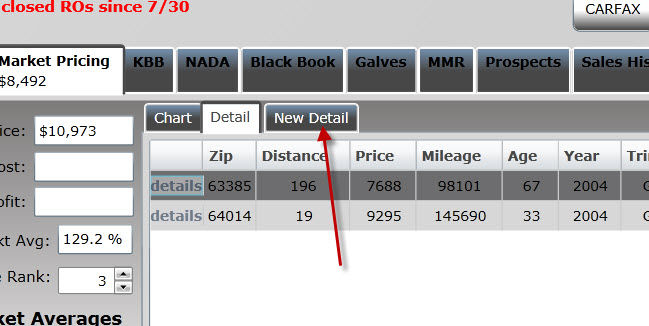 closed ROs since 7/30
CARFAX
Market Pricing
$8,492
KBB
NADA
Black Book
Galves
MMR
Prospects
Sales His
Chart
Detail
New Detail
ice: $10,973
ost:
ofit:
kt Avg: 129.2 %
e Rank: 3
ket Averages
Zip Distance Price Mileage Age Year Trim
details 63385 196 7688 98101 67 2004
details 64014 19 9295 145690 33 2004